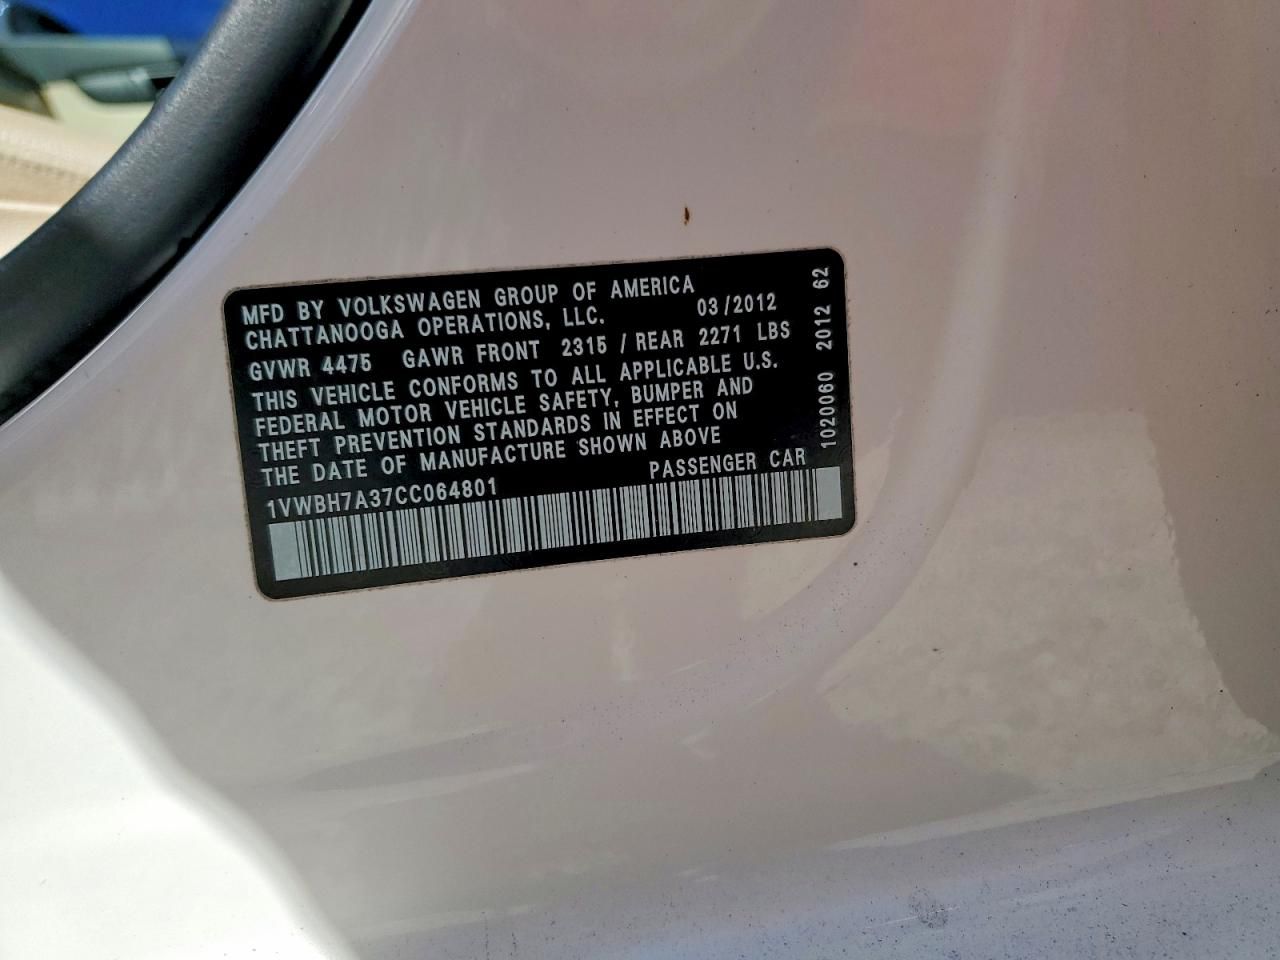 MFD BY VOLKSWAGEN GROUP OF AMERICA
CHATTANOOGA OPERATIONS, LLC. 03/2012
GVWR 4475 GAWR FRONT 2315 / REAR 2271 LBS
THIS VEHICLE CONFORMS TO ALL APPLICABLE U.S.
FEDERAL MOTOR VEHICLE SAFETY, BUMPER AND
THEFT PREVENTION STANDARDS IN EFFECT ON
THE DATE OF MANUFACTURE SHOWN ABOVE
1VWBH7A37CC064801 PASSENGER CAR
1020060 2012 62